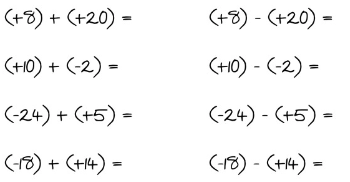 (+8) + (+20) = (+8) - (+20) =
(+10) + (-2) = (+10) - (-2) =
(-24) + (+5) = (-24) - (+5) =
(-18) + (+14) = (-18) - (+14) =